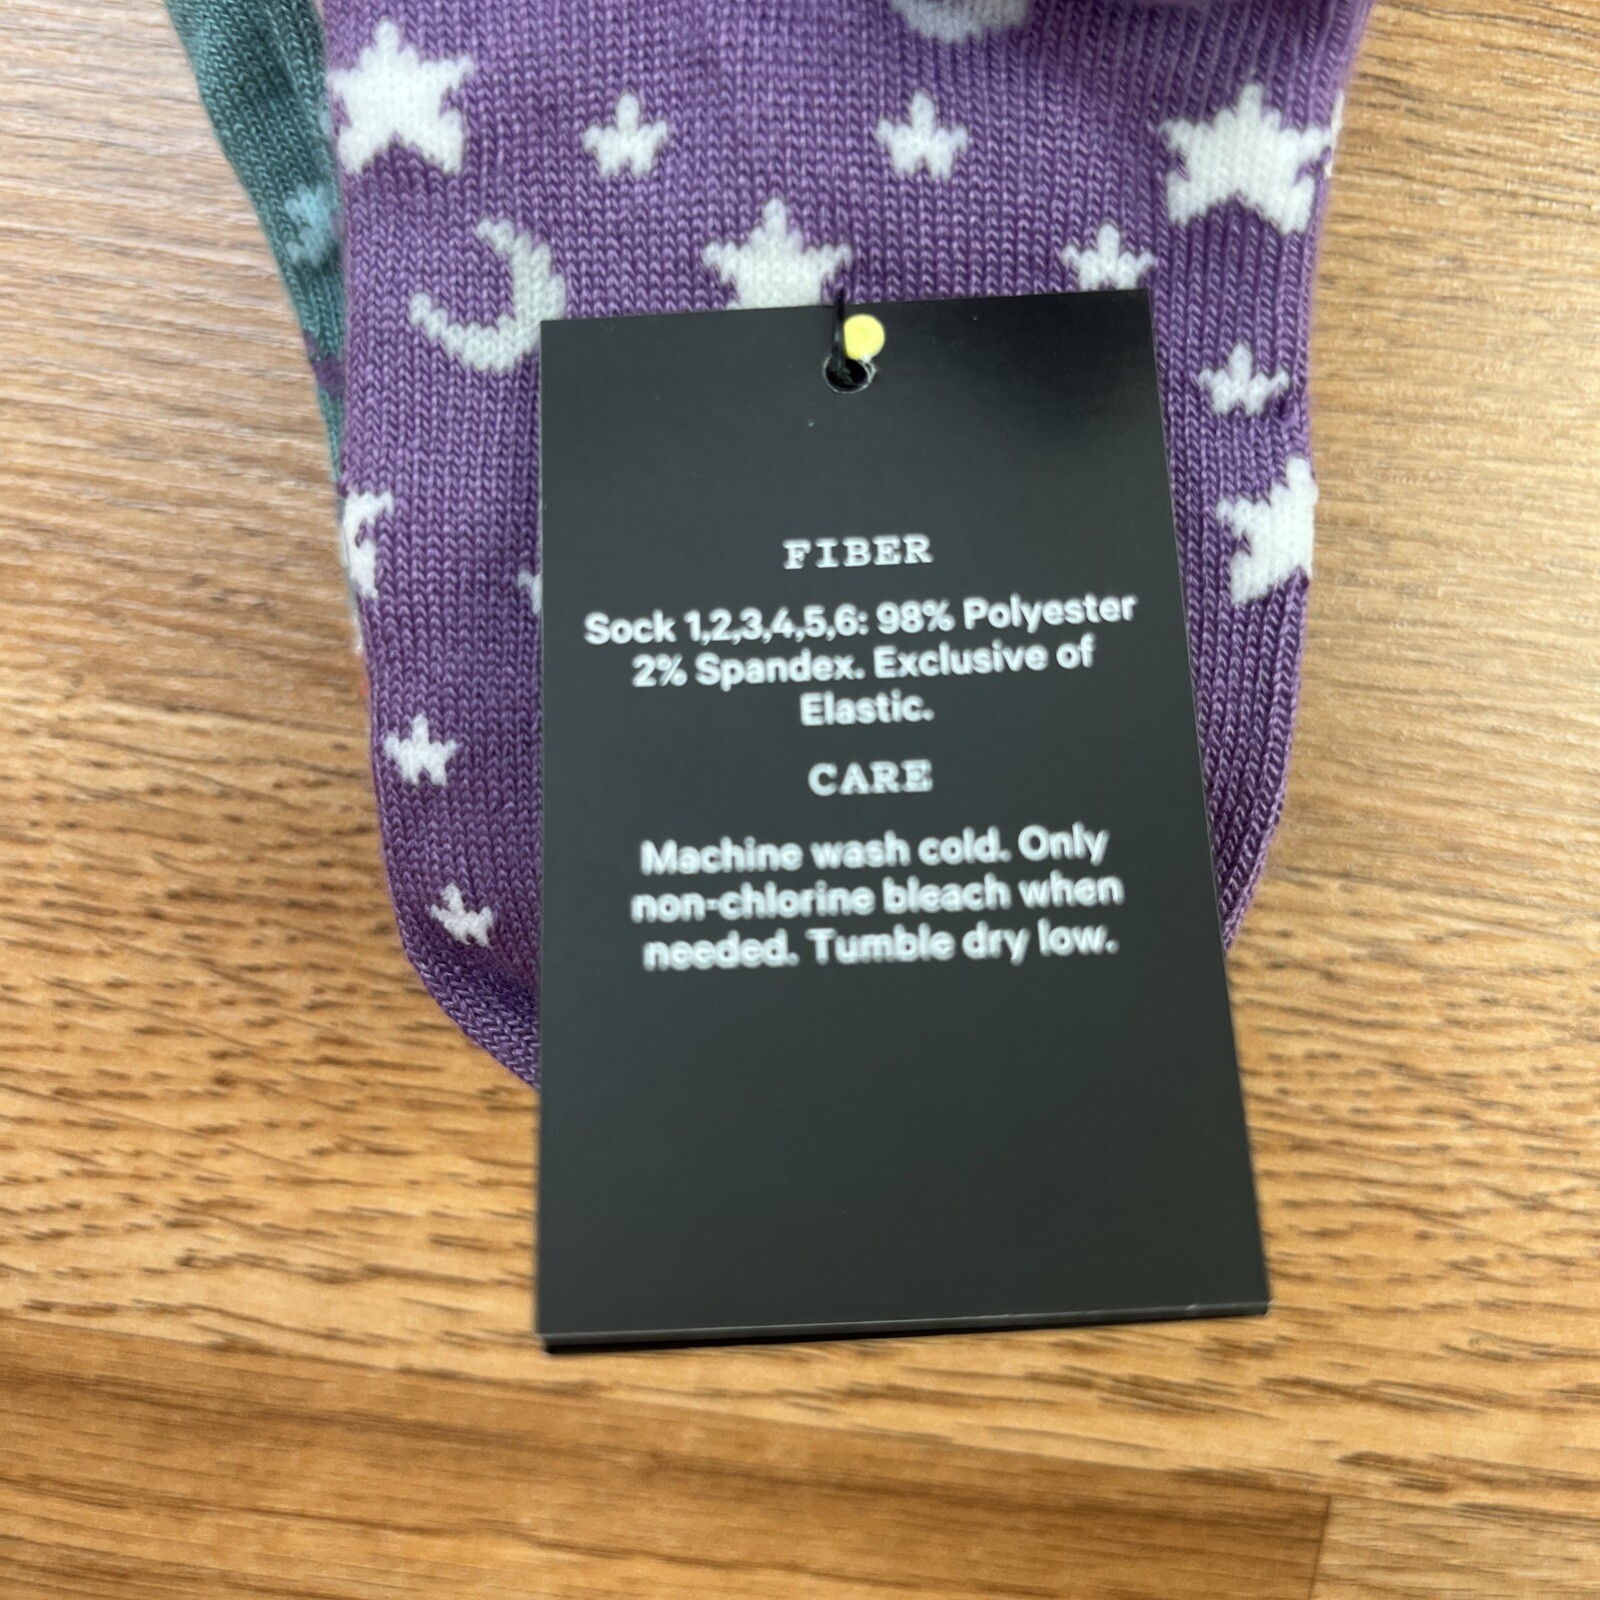 FIBER
Sock 1,2,3,4,5,6: 98% Polyester
2% Spandex. Exclusive of
Elastic.
CARE
Machine wash cold. Only
non-chlorine bleach when
needed. Tumble dry low.